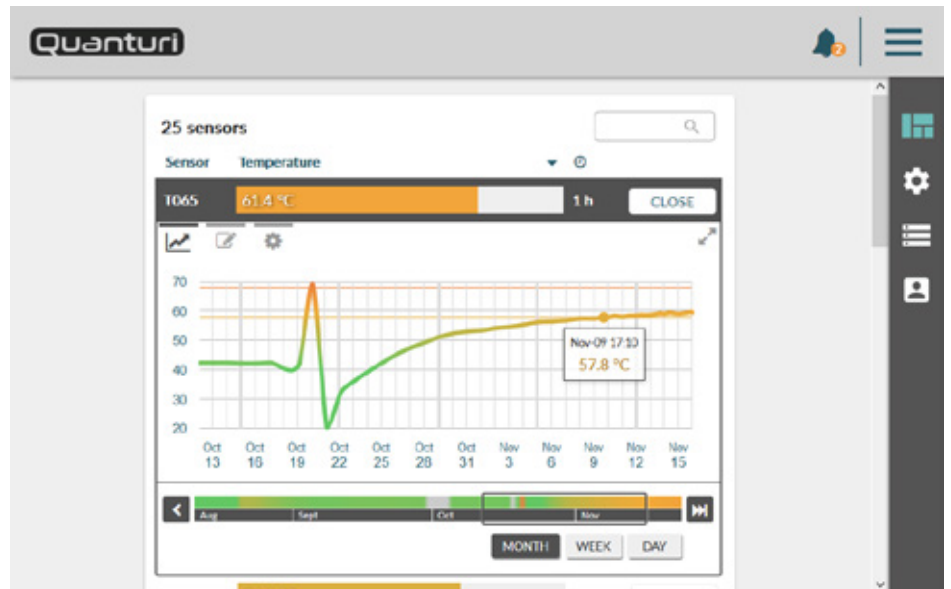 Quanturi
2
25 sensors
Sensor Temperature
T065 61.4 °C 1 h CLOSE
70
60
50
40
30
20
Nov-09 17:10
57.8 °C
Oct Oct Oct Oct Oct Oct Oct Nov Nov Nov Nov Nov
13 16 19 22 25 28 31 3 6 9 12 15
Aug Sept Oct Nov
MONTH WEEK DAY